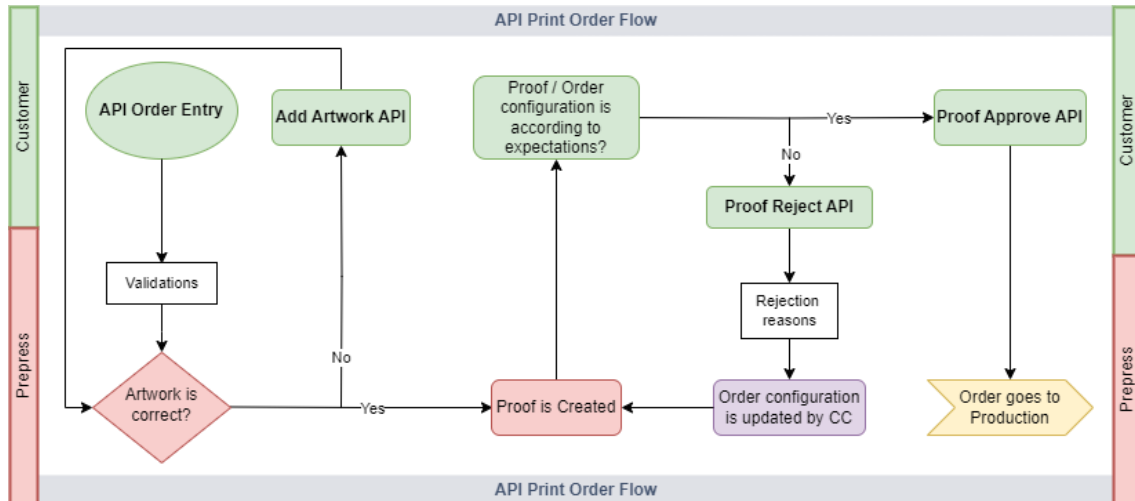 API Print Order Flow
Customer
Customer
API Order Entry
Add Artwork API
Proof / Order
configuration is
according to
expectations?
Yes
Proof Approve API
No
Proof Reject API
Prepress
Prepress
Validations
Rejection
reasons
No
Artwork is
correct?
Yes
Proof is Created
Order configuration
is updated by CC
Order goes to
Production
API Print Order Flow